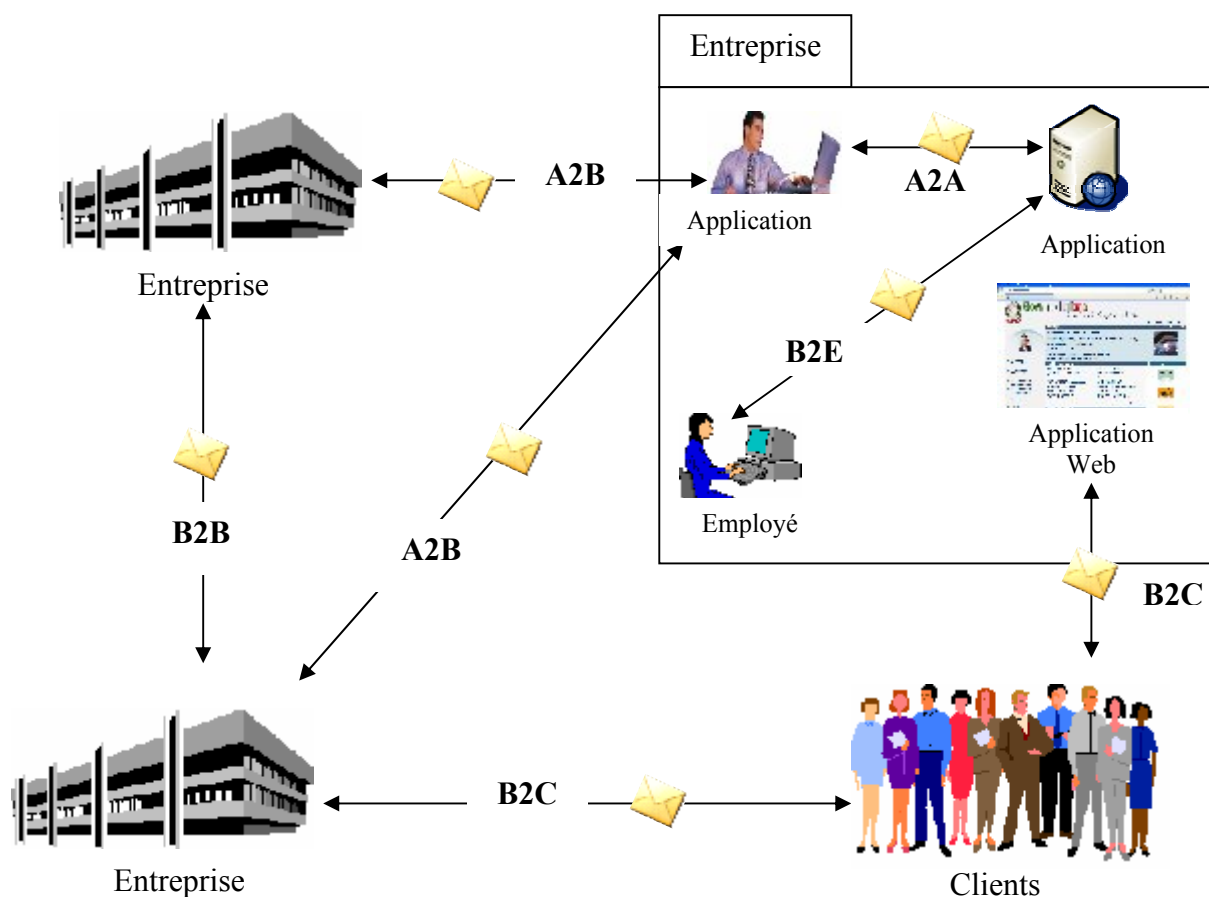 Entreprise
A2B
A2A
Application
Application
Entreprise
B2E
Application
Web
Employé
B2B
A2B
B2C
B2C
Entreprise
Clients